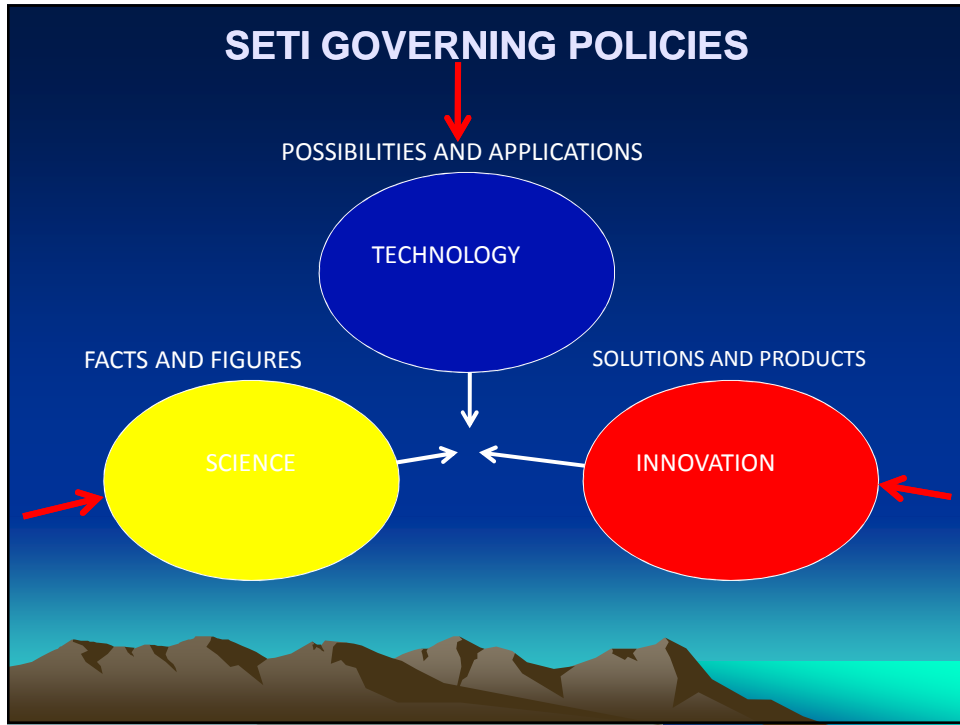 SETI GOVERNING POLICIES
POSSIBILITIES AND APPLICATIONS
TECHNOLOGY
FACTS AND FIGURES
SOLUTIONS AND PRODUCTS
SCIENCE
INNOVATION